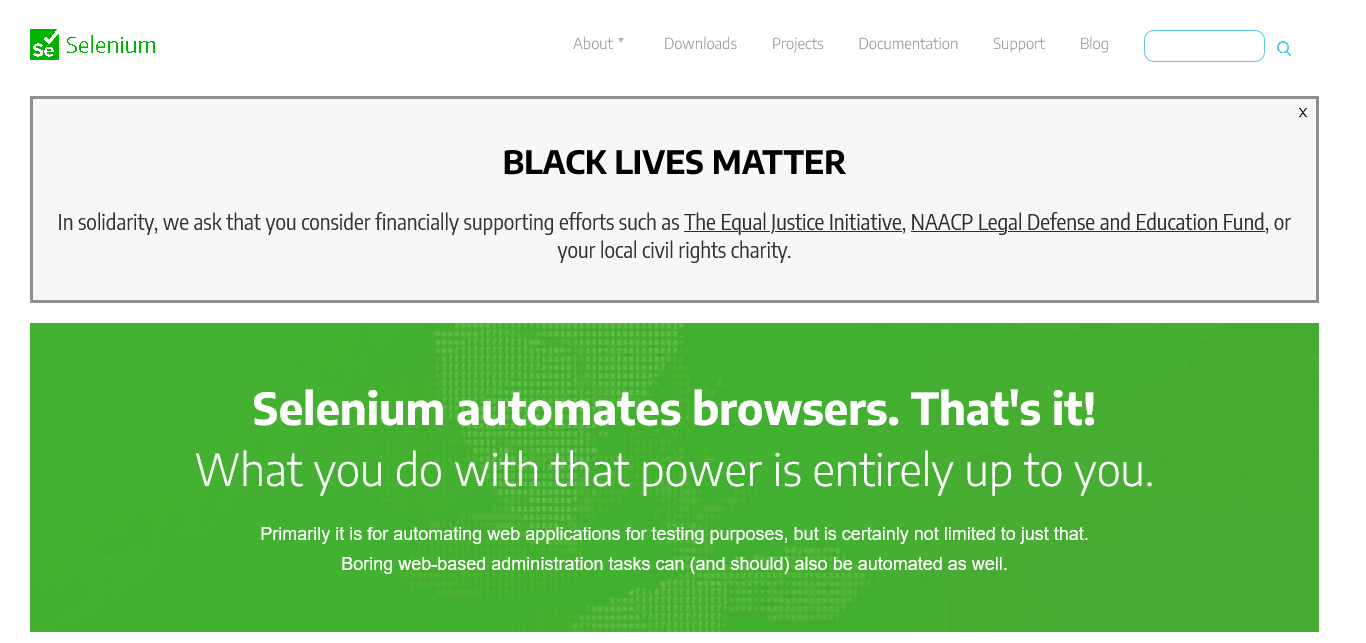 Se Selenium
About
Downloads
Projects
Documentation
Support
Blog
X
BLACK LIVES MATTER
In solidarity, we ask that you consider financially supporting efforts such as The Equal Justice Initiative, NAACP Legal Defense and Education Fund, or
your local civil rights charity.
Selenium automates browsers. That's it!
What you do with that power is entirely up to you.
Primarily it is for automating web applications for testing purposes, but is certainly not limited to just that.
Boring web-based administration tasks can (and should) also be automated as well.